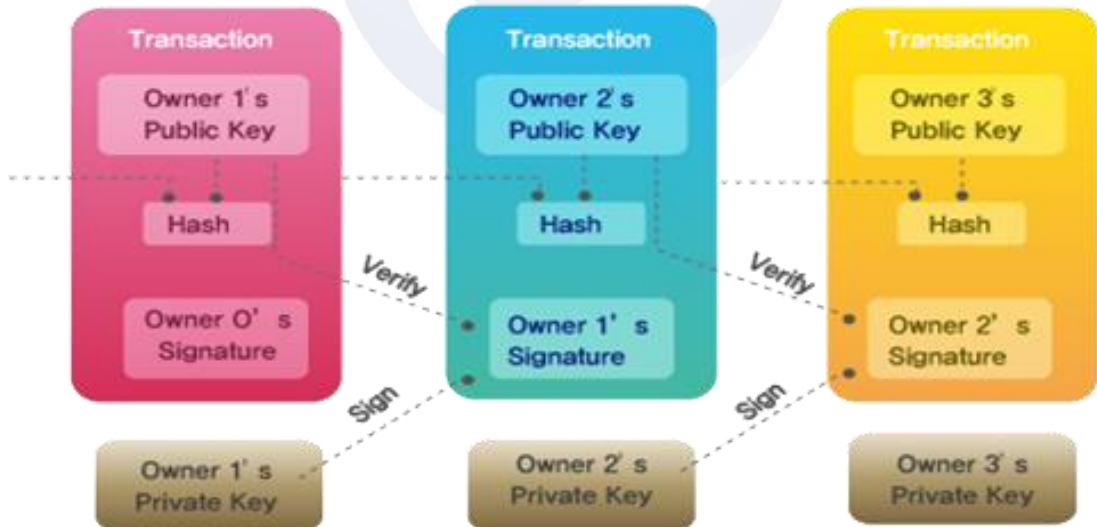 Transaction
Owner 1's
Public Key
Hash
Owner O' s
Signature
Owner 1' s
Private Key
Verify
Sign
Transaction
Owner 2's
Public Key
Hash
Owner 1' s
Signature
Owner 2' s
Private Key
Verify
Sign
Transaction
Owner 3's
Public Key
Hash
Owner 2' s
Signature
Owner 3' s
Private Key